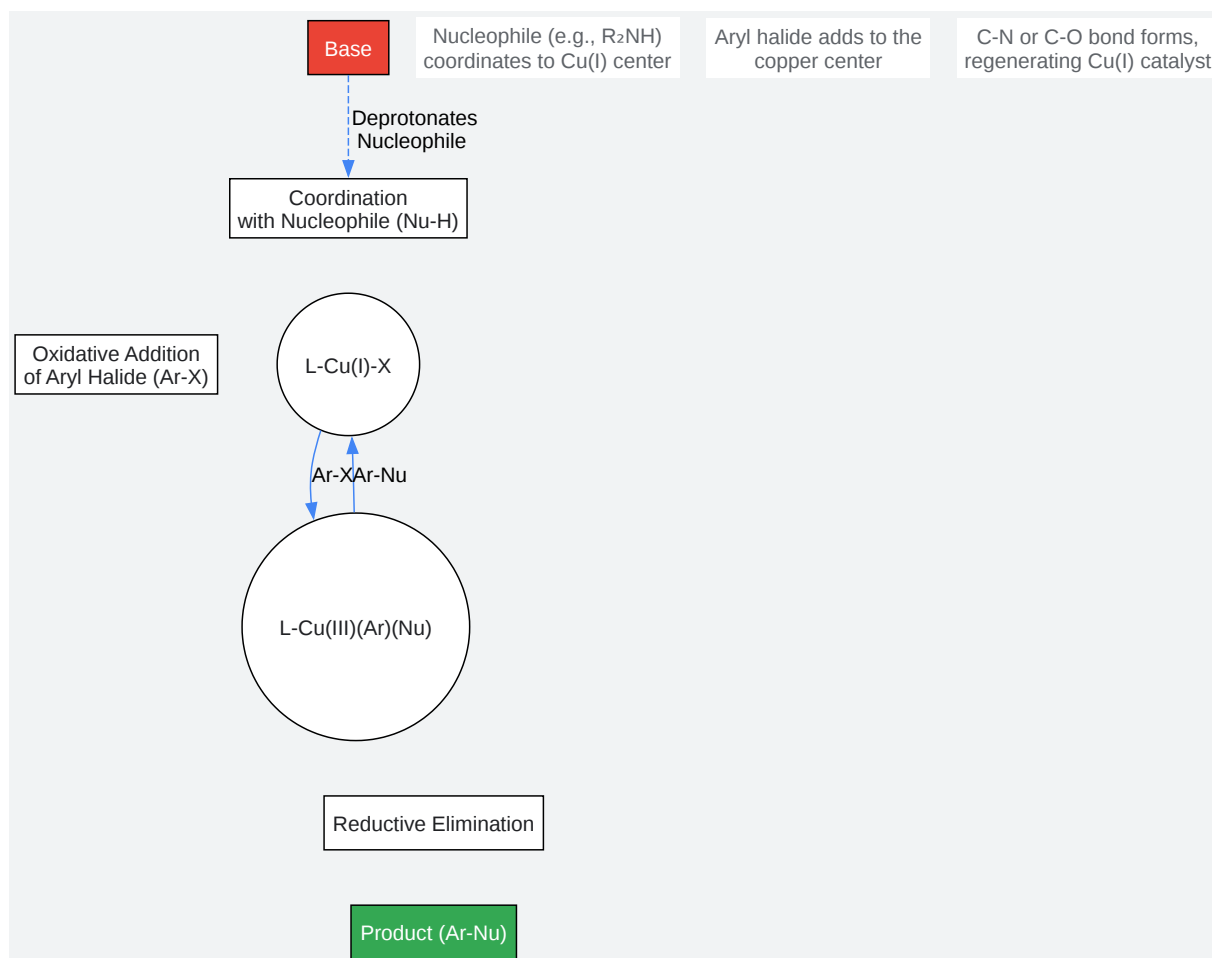 Base
Nucleophile (e.g., R₂NH)
coordinates to Cu(I) center
Aryl halide adds to the
copper center
C-N or C-O bond forms,
regenerating Cu(I) catalyst
Deprotonates
Nucleophile
Coordination
with Nucleophile (Nu-H)
Oxidative Addition
of Aryl Halide (Ar-X)
L-Cu(I)-X
Ar-X
Ar-Nu
L-Cu(III)(Ar)(Nu)
Reductive Elimination
Product (Ar-Nu)